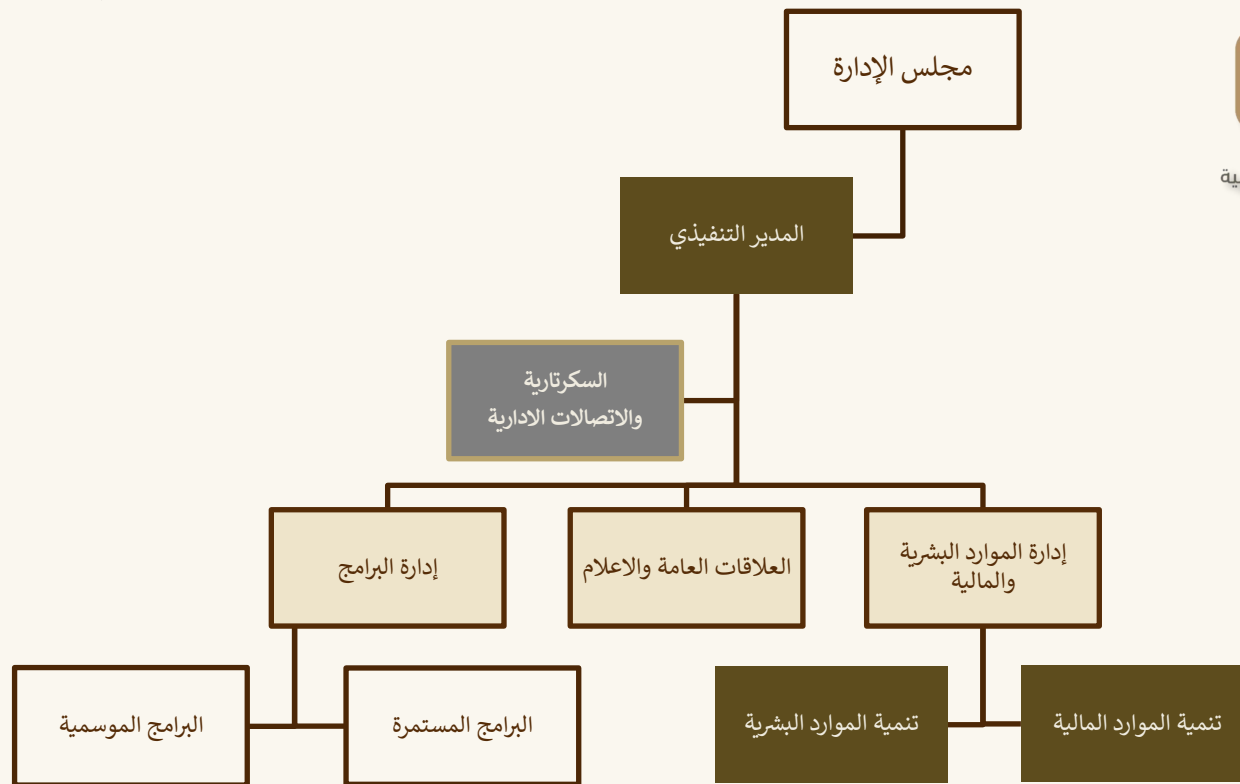 مجلس الإدارة
المدير التنفيذي
السكرتارية
والاتصالات الادارية
إدارة الموارد البشرية
والمالية
العلاقات العامة والاعلام
إدارة البرامج
تنمية الموارد المالية
تنمية الموارد البشرية
البرامج المستمرة
البرامج الموسمية